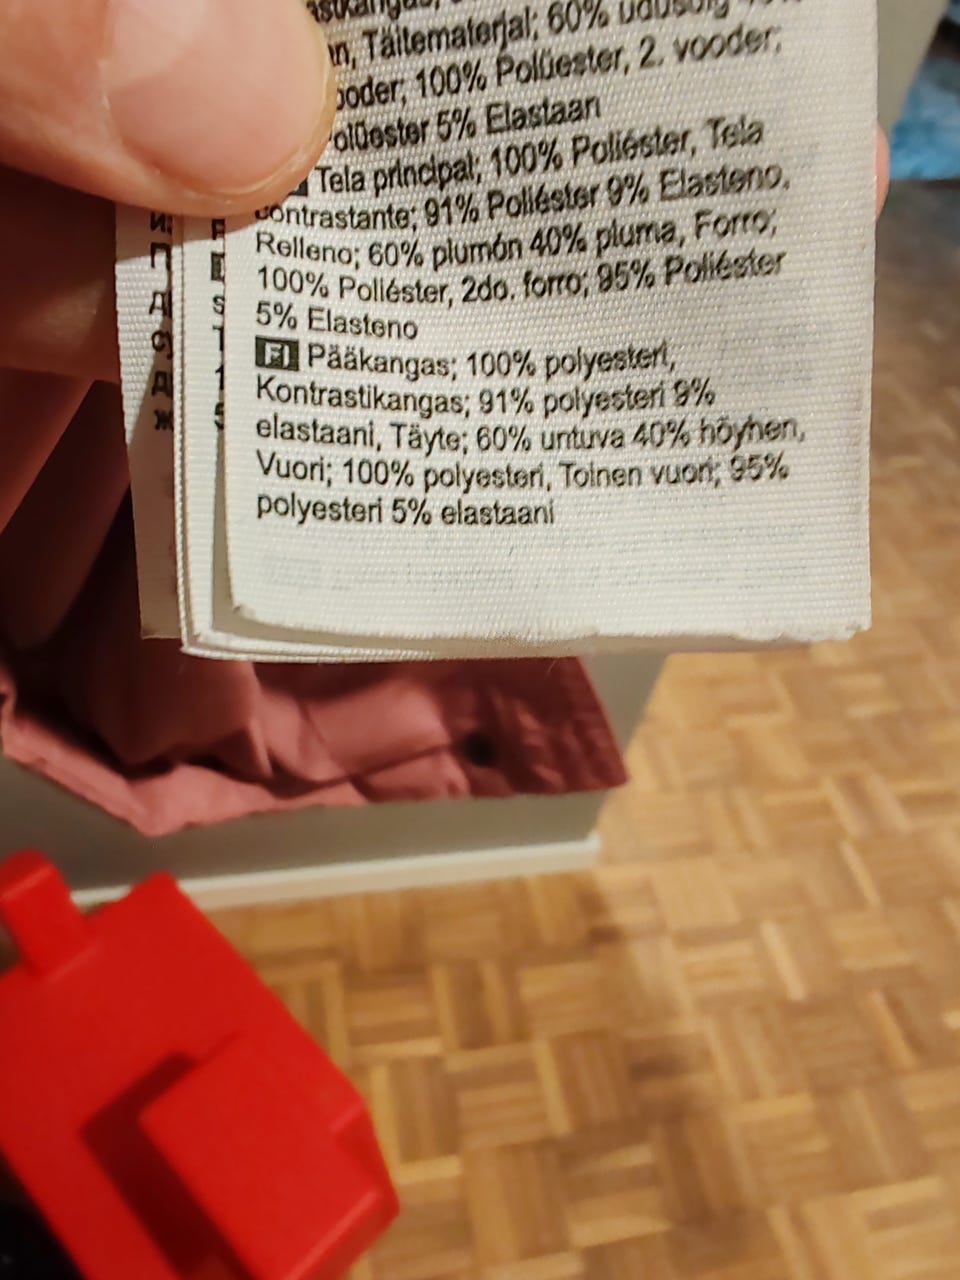 n, Täitematerjal; 60% udusulg
100% Polüester, 2. vooder;
5% Elastaan
Tela principal; 100% Poliéster, Tela
contrastante; 91% Poliéster 9% Elasteno,
Relleno; 60% plumón 40% pluma, Forro;
100% Poliéster, 2do. forro; 95% Poliéster
5% Elasteno
FI Pääkangas; 100% polyesteri,
Kontrastikangas; 91% polyesteri 9%
elastaani, Täyte; 60% untuva 40% höyhen,
Vuori; 100% polyesteri, Toinen vuori; 95%
polyesteri 5% elastaani